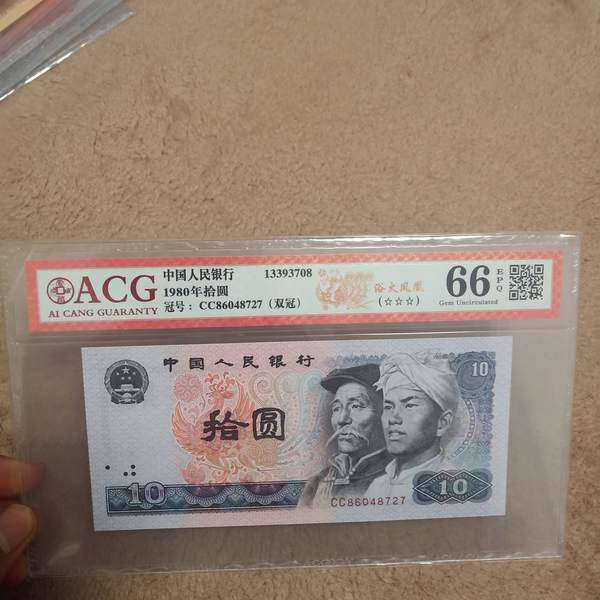 ACG
AI CANG GUARANTY
中国人民银行 13393708
1980年拾圆
冠号: CC86048727 (双冠)
浴火凤凰
(☆☆☆)
66 EPQ
Gem Uncirculated
中国人民银行
10
拾圆
10
CC86048727
10